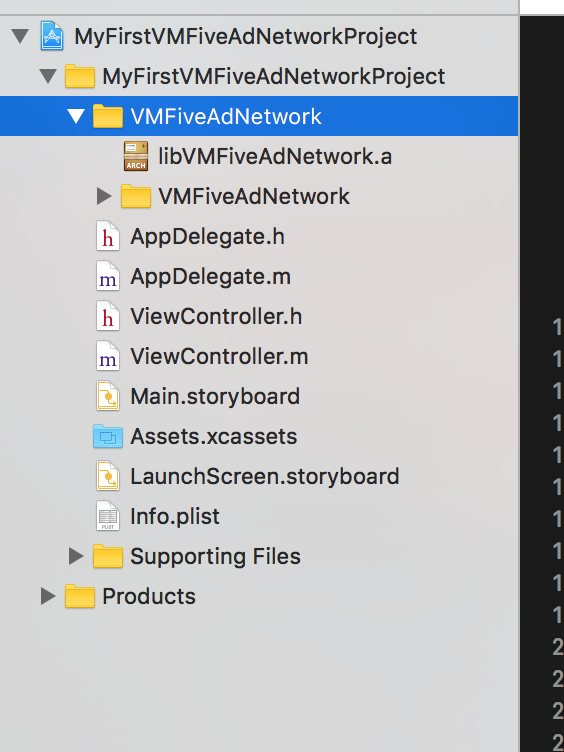 MyFirstVMFiveAdNetworkProject
MyFirstVMFiveAdNetworkProject
VMFiveAdNetwork
ARCH libVMFiveAdNetwork.a
VMFiveAdNetwork
h AppDelegate.h
m AppDelegate.m
h ViewController.h
1
m ViewController.m
1
Main.storyboard
1
1
Assets.xcassets
1
LaunchScreen.storyboard
1
PLIST Info.plist
1
Supporting Files
1
1
Products
1
2
2
2
2